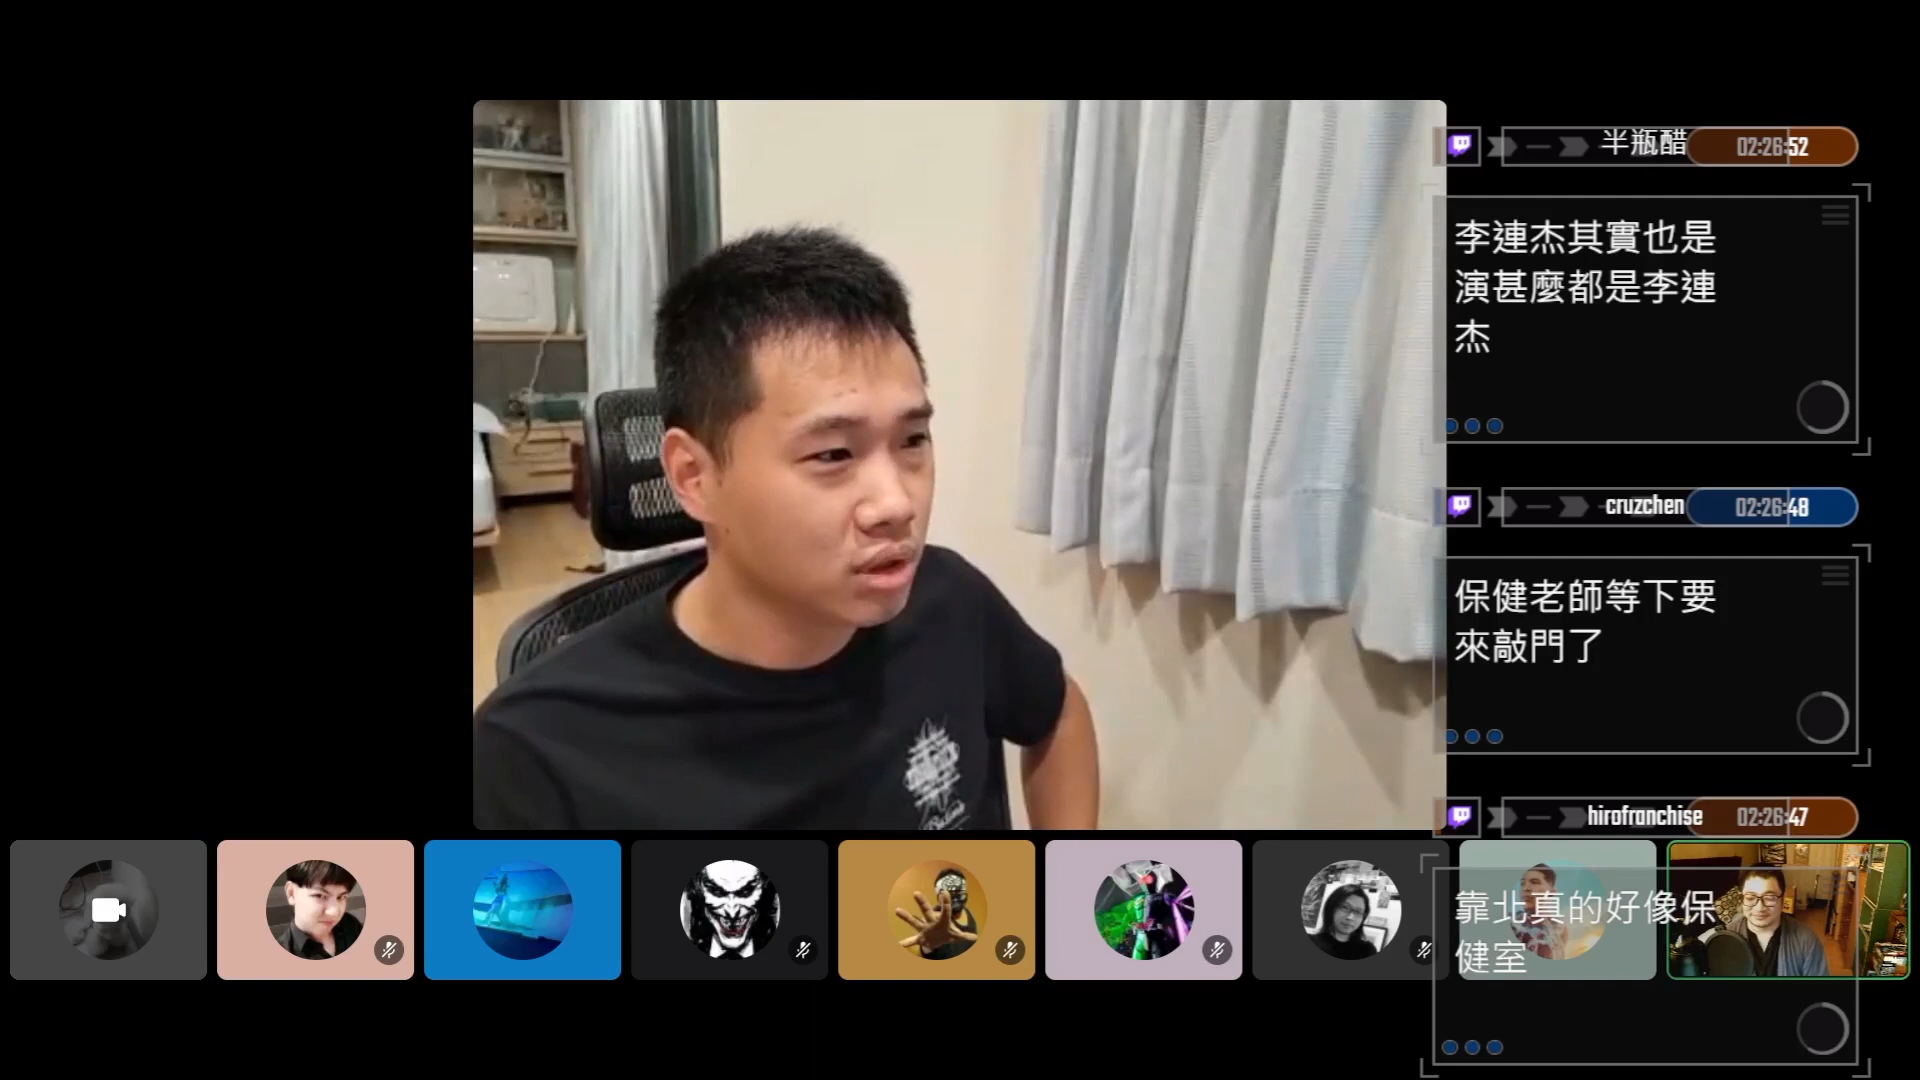 半瓶醋
02:26:52
李連杰其實也是
演甚麼都是李連
杰
cruzchen
02:26:48
保健老師等下要
來敲門了
hirofranchise
02:26:47
靠北真的好像保
健室